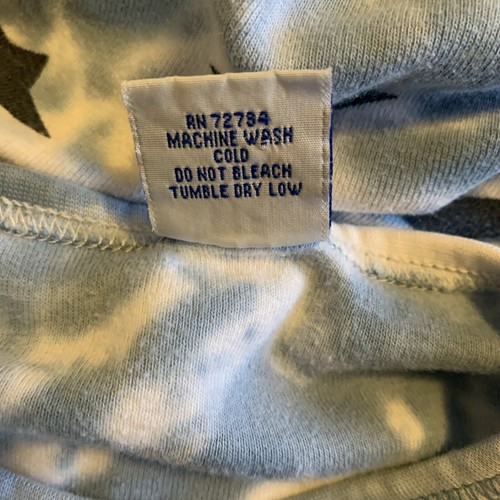 RN 72784
MACHINE WASH
COLD
DO NOT BLEACH
TUMBLE DRY LOW